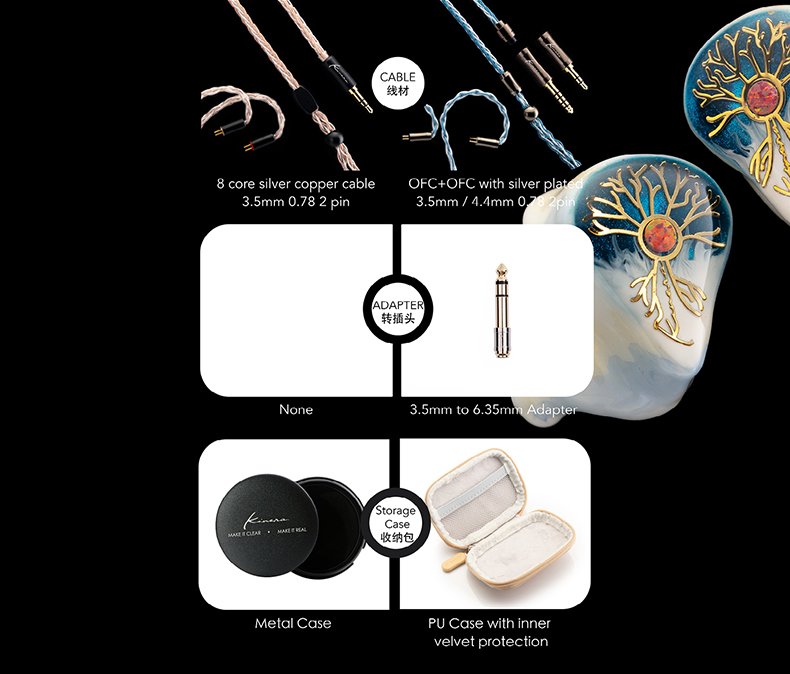 CABLE
线材
8 core silver copper cable
3.5mm 0.78 2 pin
OFC+OFC with silver plated
3.5mm / 4.4mm 0.78 2pin
ADAPTER
转插头
None
3.5mm to 6.35mm Adapter
Kinera
MAKE IT CLEAR • MAKE IT REAL
Storage
Case
收纳包
Metal Case
PU Case with inner
velvet protection